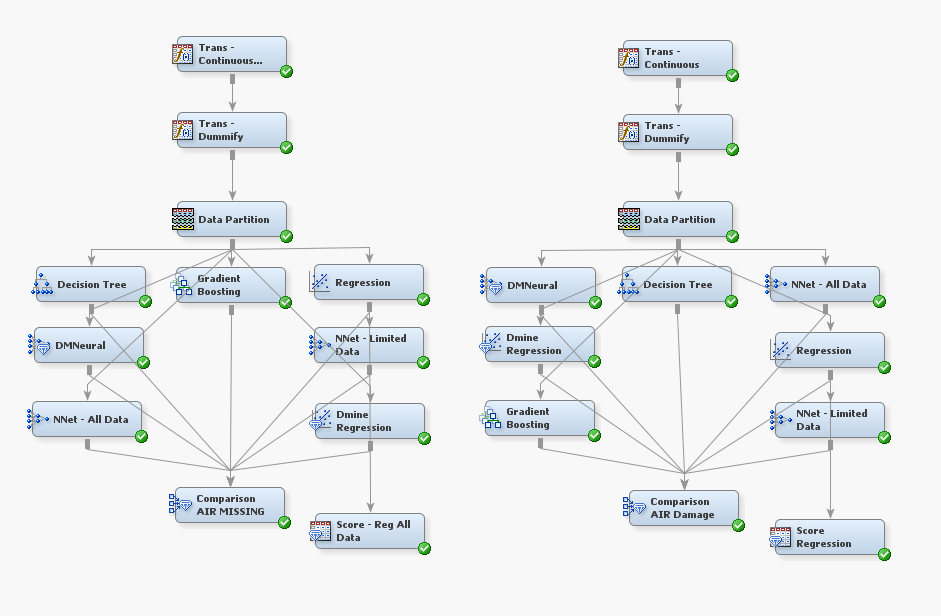 Trans -
Continuous...
Trans -
Dummify
Data Partition
Decision Tree
Gradient
Boosting
Regression
DMNeural
NNet - Limited
Data
NNet - All Data
Dmine
Regression
Comparison
AIR MISSING
Score - Reg All
Data
Trans -
Continuous
Trans -
Dummify
Data Partition
DMNeural
Decision Tree
NNet - All Data
Dmine
Regression
Regression
Gradient
Boosting
NNet - Limited
Data
Comparison
AIR Damage
Score
Regression